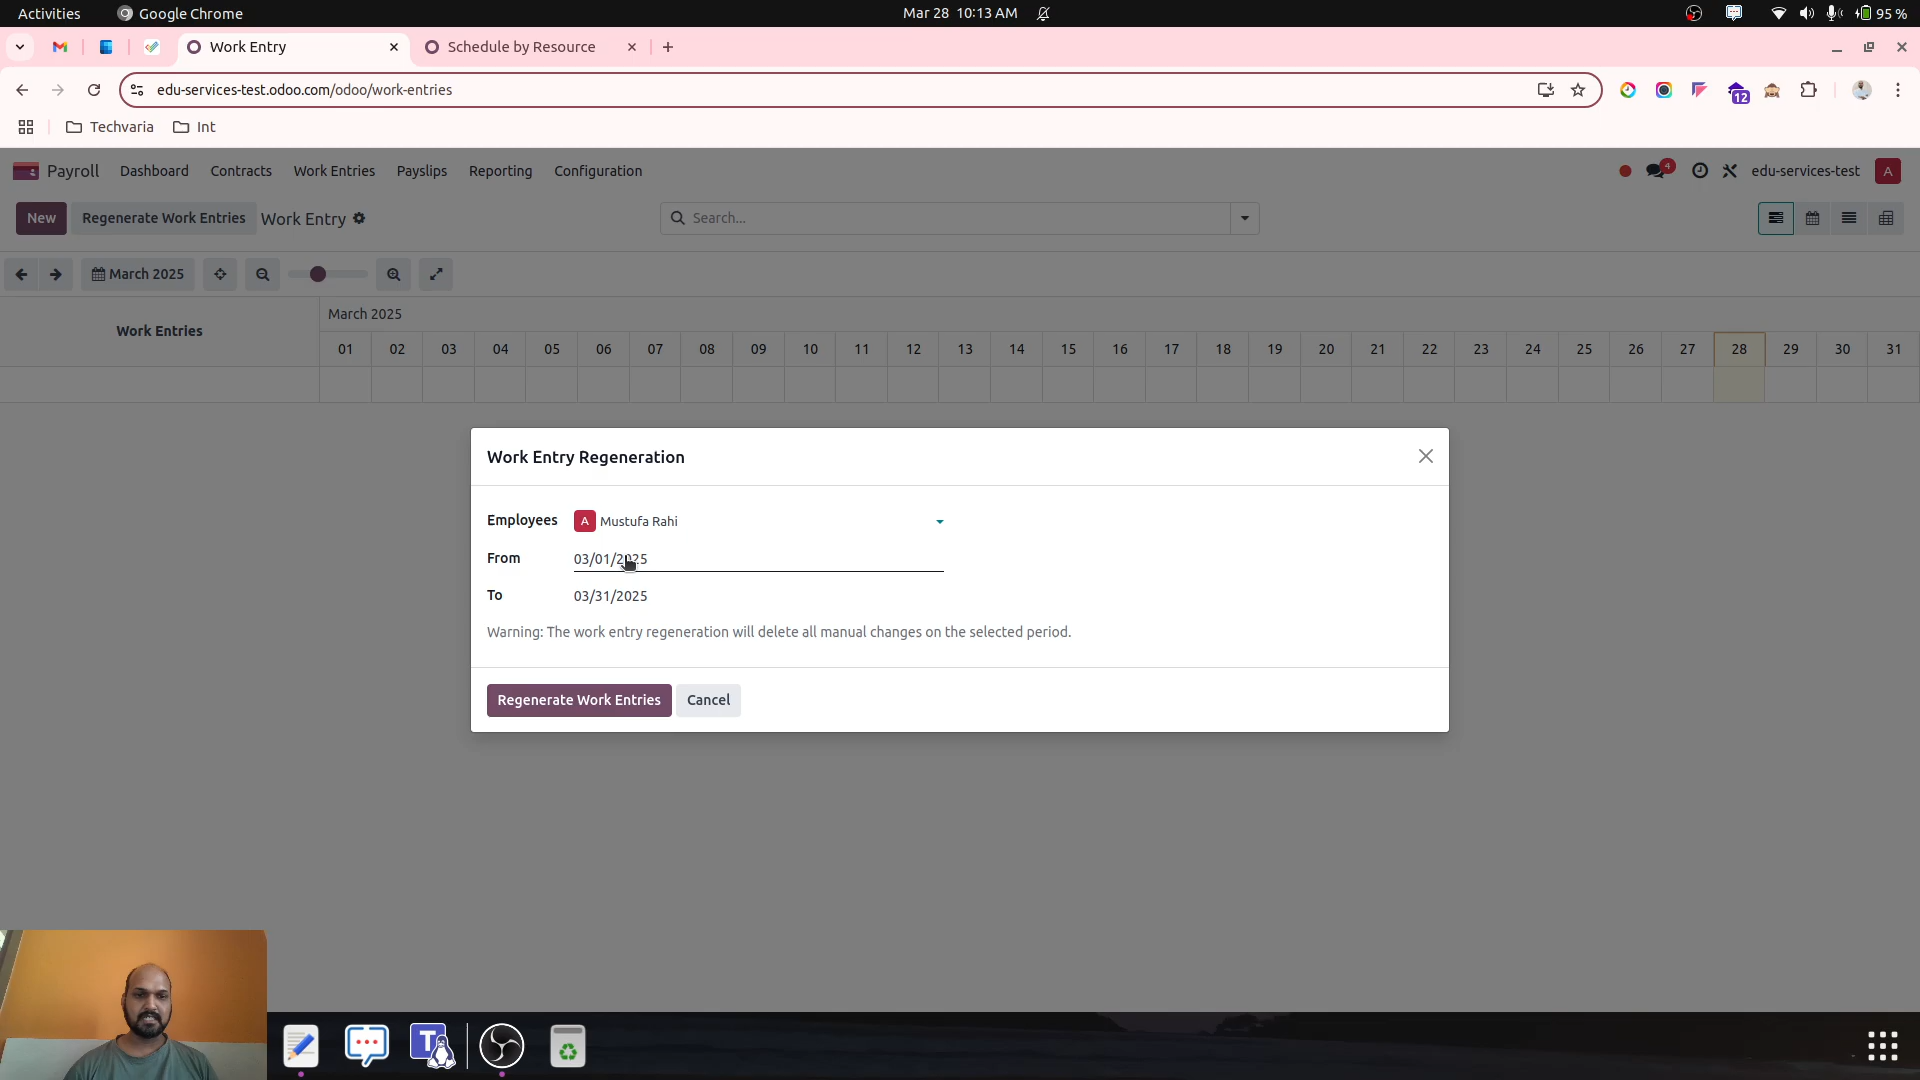 Activities Google Chrome Mar 28 10:13 AM 95 %
Work Entry Schedule by Resource
edu-services-test.odoo.com/odoo/work-entries 12
Techvaria Int
Payroll Dashboard Contracts Work Entries Payslips Reporting Configuration 4 edu-services-test A
New Regenerate Work Entries Work Entry Search...
March 2025
Work Entries
March 2025
01 02 03 04 05 06 07 08 09 10 11 12 13 14 15 16 17 18 19 20 21 22 23 24 25 26 27 28 29 30 31
Work Entry Regeneration
Employees A Mustufa Rahi
From 03/01/2025
To 03/31/2025
Warning: The work entry regeneration will delete all manual changes on the selected period.
Regenerate Work Entries Cancel
T